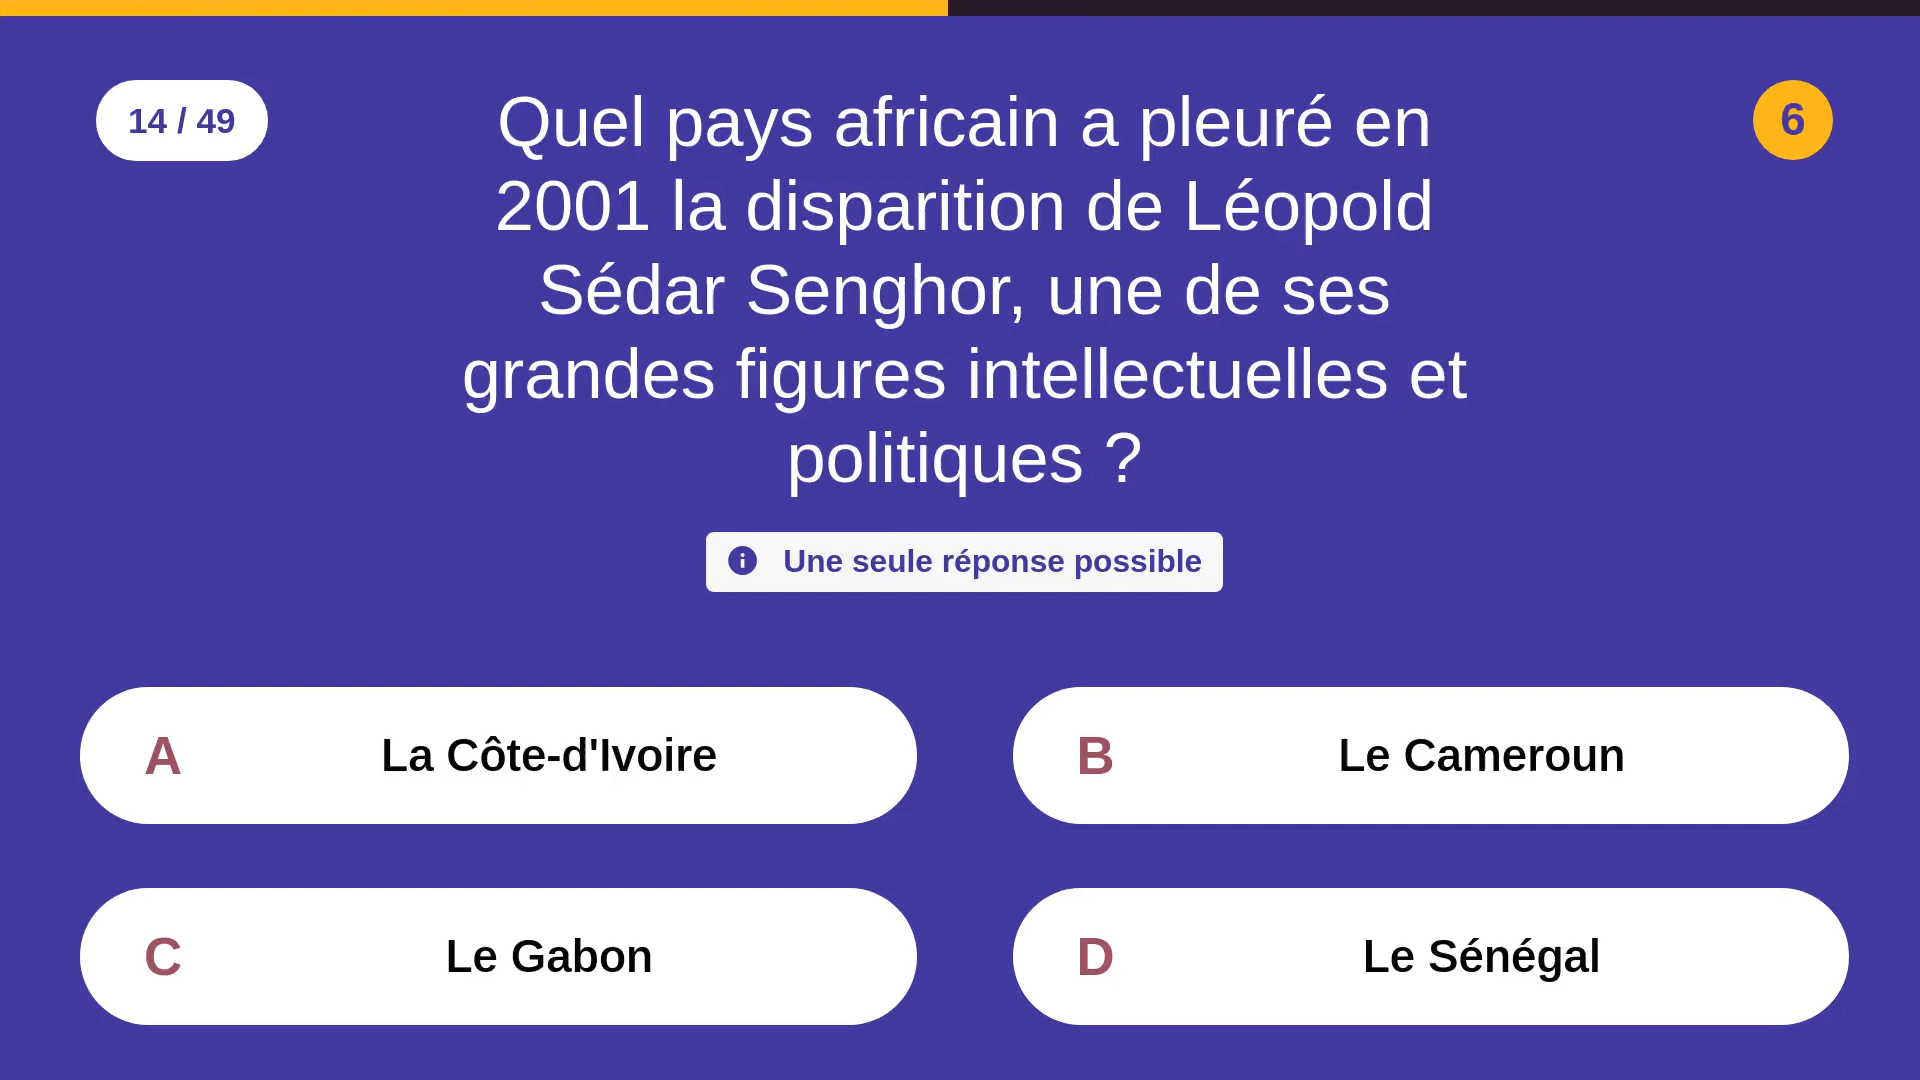 14 / 49
Quel pays africain a pleuré en
2001 la disparition de Léopold
Sédar Senghor, une de ses
grandes figures intellectuelles et
politiques ?
6
Une seule réponse possible
A La Côte-d'Ivoire
B Le Cameroun
C Le Gabon
D Le Sénégal